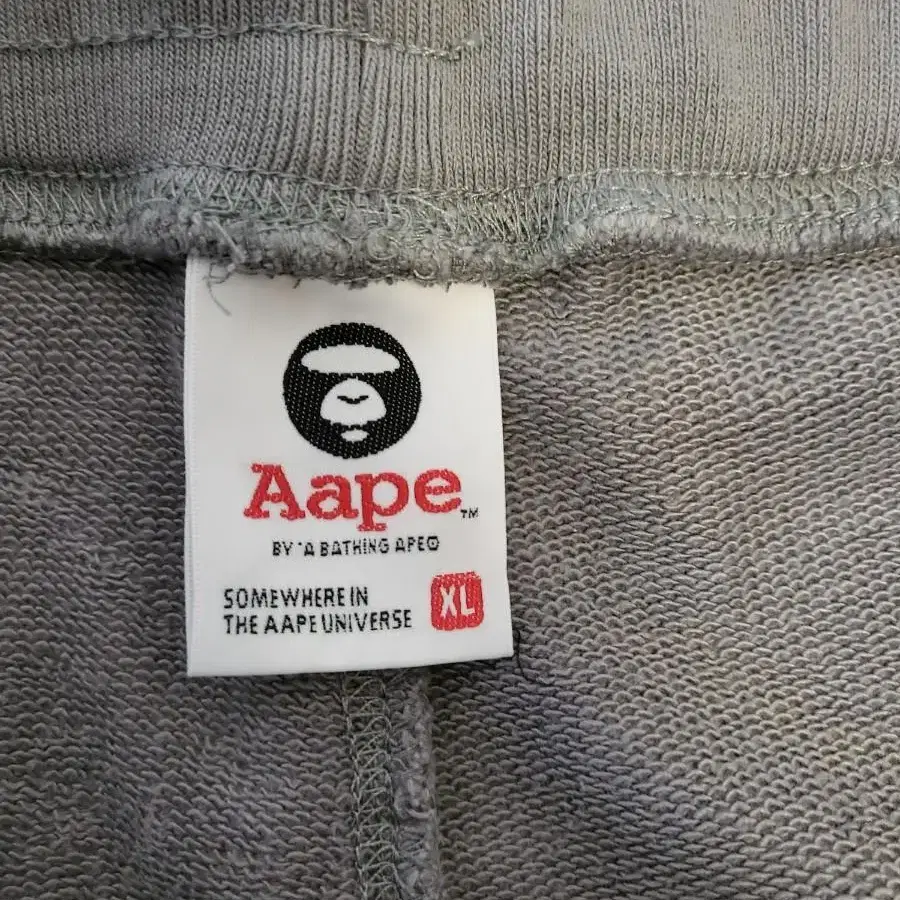 Aape™
BY *A BATHING APE®
SOMEWHERE IN
THE AAPE UNIVERSE
XL